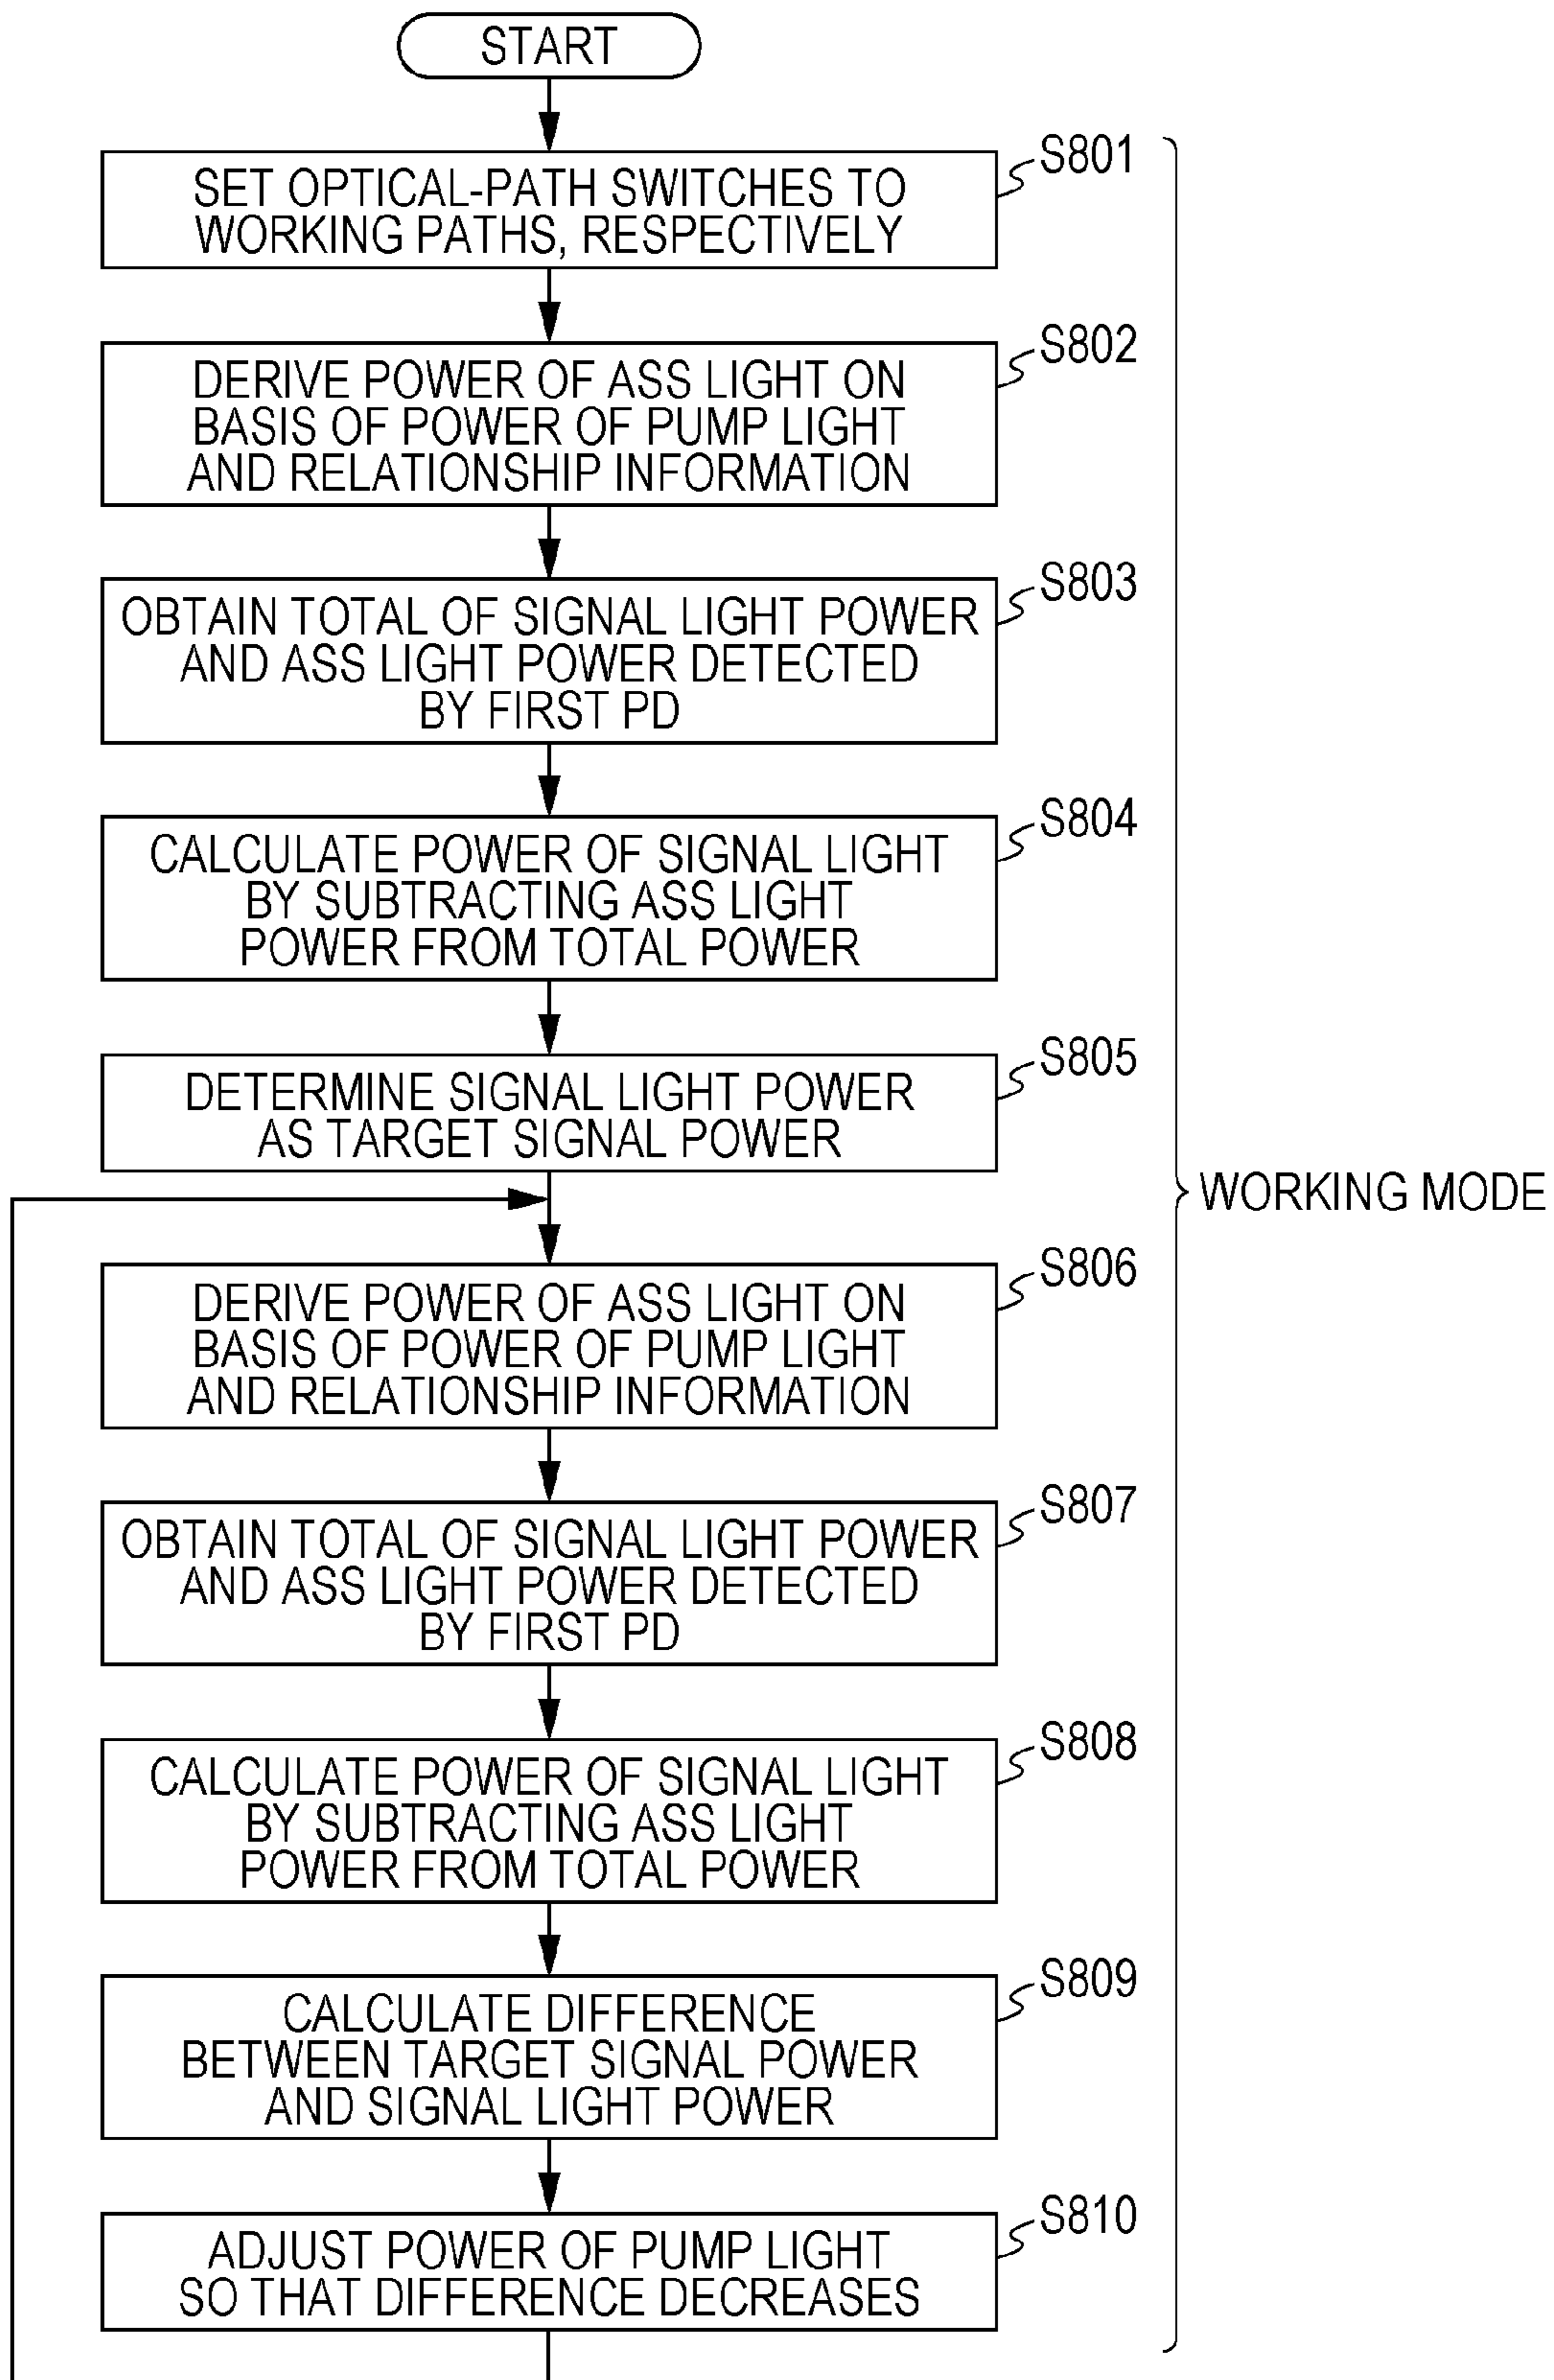 START
S801
SET OPTICAL-PATH SWITCHES TO
WORKING PATHS, RESPECTIVELY
S802
DERIVE POWER OF ASS LIGHT ON
BASIS OF POWER OF PUMP LIGHT
AND RELATIONSHIP INFORMATION
S803
OBTAIN TOTAL OF SIGNAL LIGHT POWER
AND ASS LIGHT POWER DETECTED
BY FIRST PD
S804
CALCULATE POWER OF SIGNAL LIGHT
BY SUBTRACTING ASS LIGHT
POWER FROM TOTAL POWER
S805
DETERMINE SIGNAL LIGHT POWER
AS TARGET SIGNAL POWER
WORKING MODE
S806
DERIVE POWER OF ASS LIGHT ON
BASIS OF POWER OF PUMP LIGHT
AND RELATIONSHIP INFORMATION
S807
OBTAIN TOTAL OF SIGNAL LIGHT POWER
AND ASS LIGHT POWER DETECTED
BY FIRST PD
S808
CALCULATE POWER OF SIGNAL LIGHT
BY SUBTRACTING ASS LIGHT
POWER FROM TOTAL POWER
S809
CALCULATE DIFFERENCE
BETWEEN TARGET SIGNAL POWER
AND SIGNAL LIGHT POWER
S810
ADJUST POWER OF PUMP LIGHT
SO THAT DIFFERENCE DECREASES